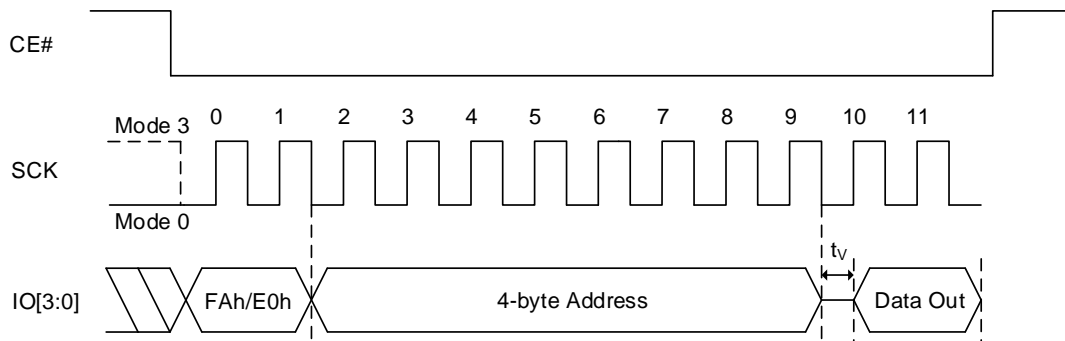 CE#
0 1 2 3 4 5 6 7 8 9 10 11
Mode 3
SCK
Mode 0
tV
IO[3:0]
FAh/E0h
4-byte Address
Data Out